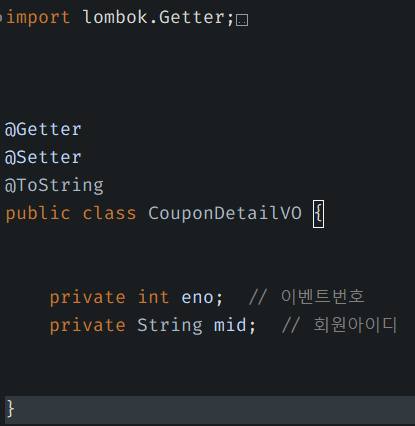 import lombok.Getter;
@Getter
@Setter
@ToString
public class CouponDetailVO {
private int eno;  // 이벤트번호
private String mid;  // 회원아이디
}